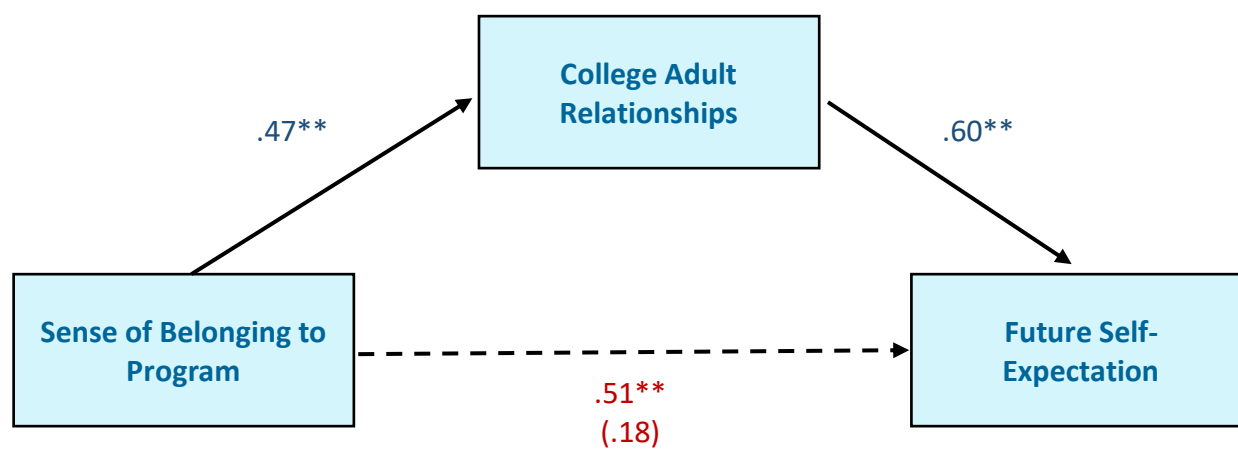 College Adult
Relationships
.47**
.60**
Sense of Belonging to
Program
Future Self-
Expectation
.51**
(.18)